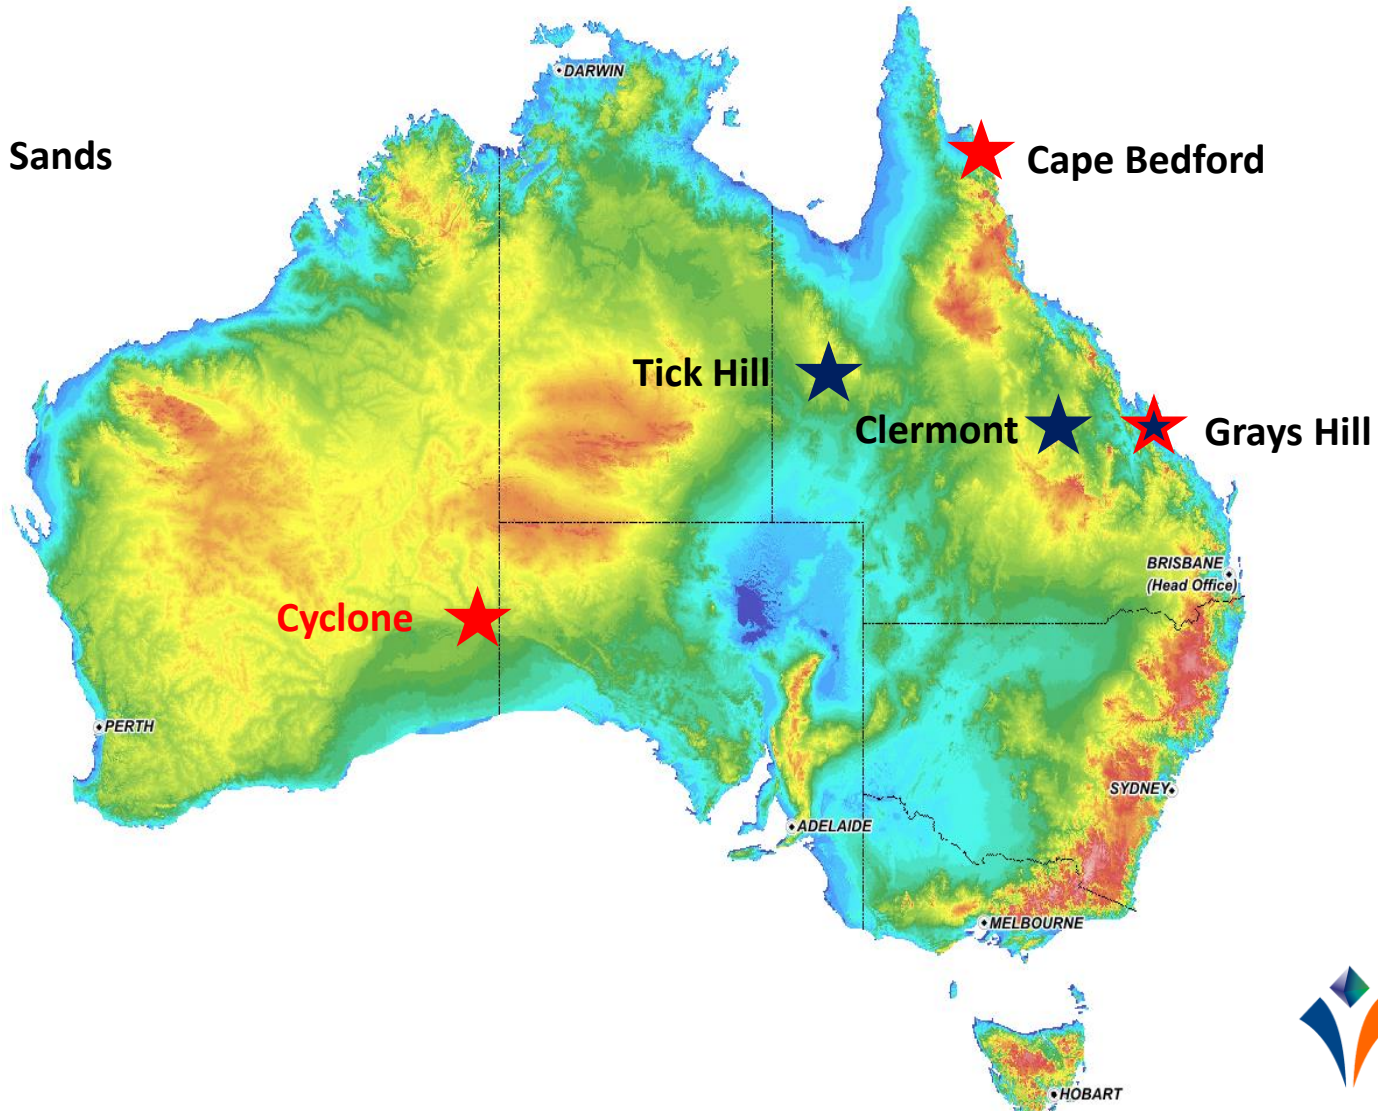 DARWIN
Sands
Cape Bedford
Tick Hill
Clermont
Grays Hill
BRISBANE
(Head Office)
Cyclone
PERTH
SYDNEY
ADELAIDE
MELBOURNE
HOBART